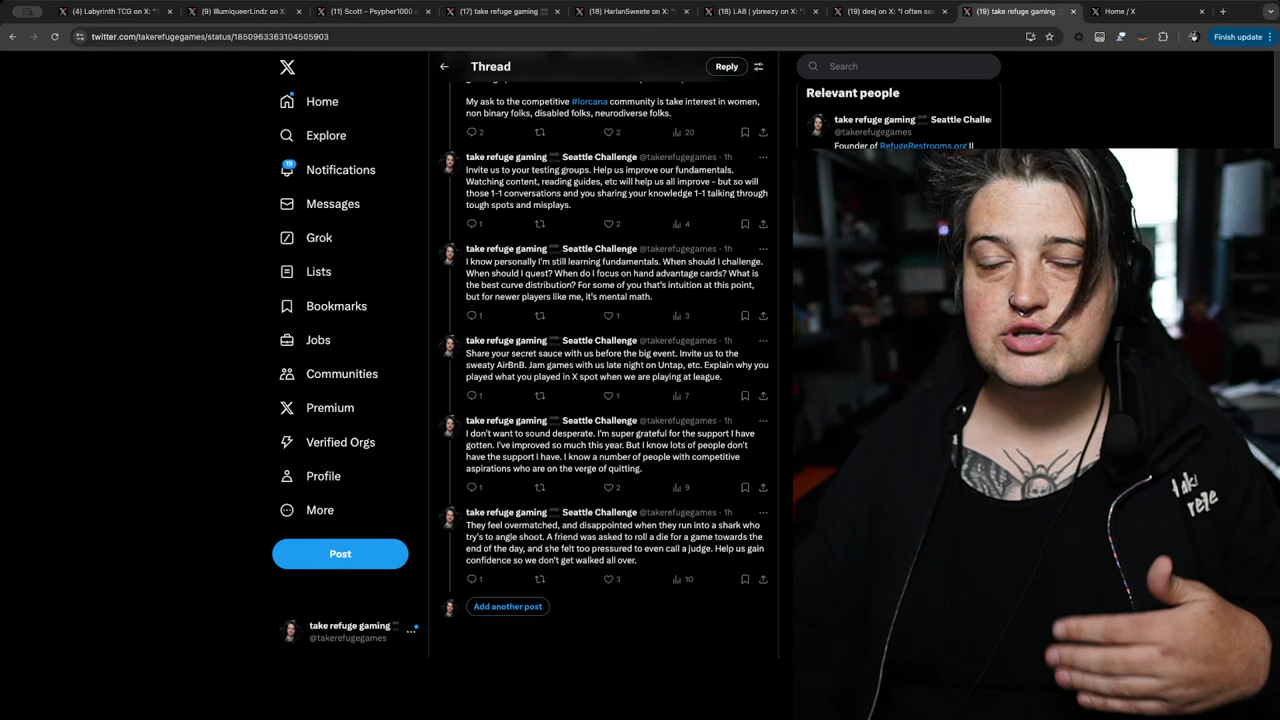 (4) Labyrinth TCG on X: "
(9) IllumiqueerLindz on X:
(11) Scott – Psypher1000
(17) take refuge gaming
(18) HarlanSweete on X: "
(18) LAB | ybreezy on X: "
(19) deej on X: "I often se
(19) take refuge gaming
Home / X
twitter.com/takerefugegames/status/1850963363104505903
Finish update
Home
Explore
19
Notifications
Messages
Grok
Lists
Bookmarks
Jobs
Communities
Premium
Verified Orgs
Profile
More
Post
take refuge gaming
@takerefugegames
Thread
Reply
My ask to the competitive #lorcana community is take interest in women,
non binary folks, disabled folks, neurodiverse folks.
2 2 20
take refuge gaming Seattle Challenge @takerefugegames · 1h
Invite us to your testing groups. Help us improve our fundamentals.
Watching content, reading guides, etc will help us all improve - but so will
those 1-1 conversations and you sharing your knowledge 1-1 talking through
tough spots and misplays.
1 2 4
take refuge gaming Seattle Challenge @takerefugegames · 1h
I know personally I'm still learning fundamentals. When should I challenge.
When should I quest? When do I focus on hand advantage cards? What is
the best curve distribution? For some of you that's intuition at this point,
but for newer players like me, it's mental math.
1 1 3
take refuge gaming Seattle Challenge @takerefugegames · 1h
Share your secret sauce with us before the big event. Invite us to the
sweaty AirBnB. Jam games with us late night on Untap, etc. Explain why you
played what you played in X spot when we are playing at league.
1 1 7
take refuge gaming Seattle Challenge @takerefugegames · 1h
I don't want to sound desperate. I'm super grateful for the support I have
gotten. I've improved so much this year. But I know lots of people don't
have the support I have. I know a number of people with competitive
aspirations who are on the verge of quitting.
1 2 9
take refuge gaming Seattle Challenge @takerefugegames · 1h
They feel overmatched, and disappointed when they run into a shark who
try's to angle shoot. A friend was asked to roll a die for a game towards the
end of the day, and she felt too pressured to even call a judge. Help us gain
confidence so we don't get walked all over.
1 3 10
Add another post
Search
Relevant people
take refuge gaming Seattle Challe
@takerefugegames
Founder of RefugeRestrooms.org ||